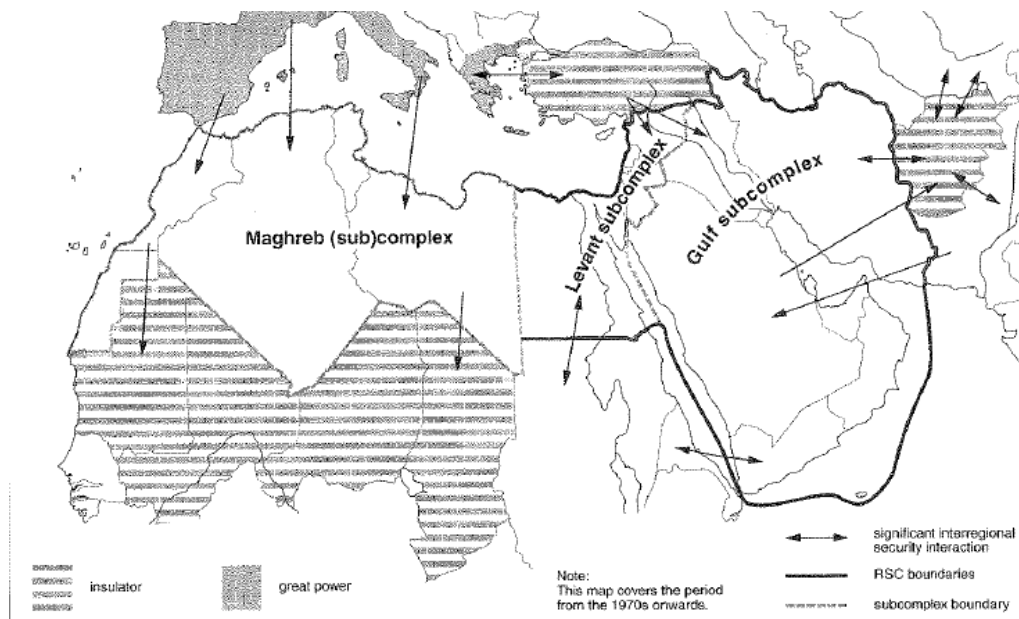 Maghreb (sub)complex
Levant subcomplex
Gulf subcomplex
insulator
great power
Note:
This map covers the period
from the 1970s onwards.
significant interregional
security interaction
RSC boundaries
subcomplex boundary